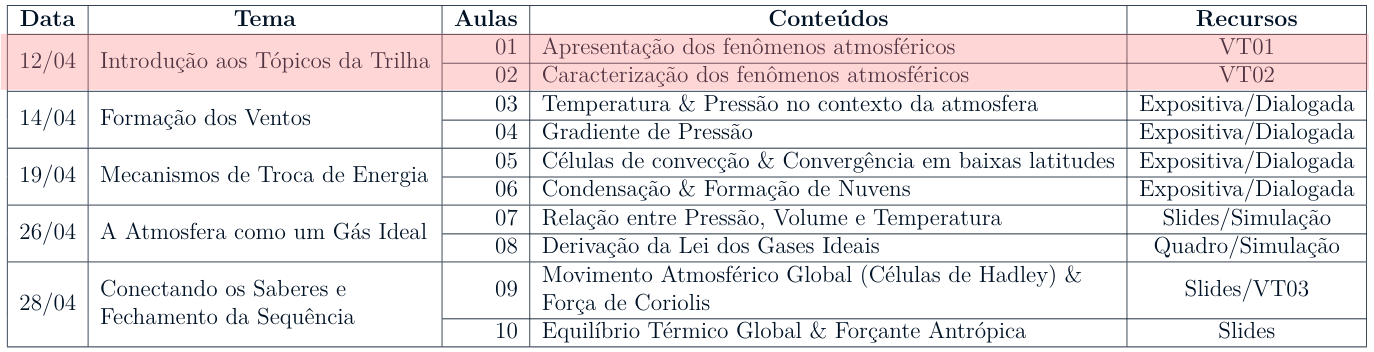 Data Tema Aulas Conteúdos Recursos
12/04 Introdução aos Tópicos da Trilha 01 Apresentação dos fenômenos atmosféricos VT01
02 Caracterização dos fenômenos atmosféricos VT02
14/04 Formação dos Ventos 03 Temperatura & Pressão no contexto da atmosfera Expositiva/Dialogada
04 Gradiente de Pressão Expositiva/Dialogada
19/04 Mecanismos de Troca de Energia 05 Células de convecção & Convergência em baixas latitudes Expositiva/Dialogada
06 Condensação & Formação de Nuvens Expositiva/Dialogada
26/04 A Atmosfera como um Gás Ideal 07 Relação entre Pressão, Volume e Temperatura Slides/Simulação
08 Derivação da Lei dos Gases Ideais Quadro/Simulação
28/04 Conectando os Saberes e
Fechamento da Sequência
09 Movimento Atmosférico Global (Células de Hadley) &
Força de Coriolis
Slides/VT03
10 Equilíbrio Térmico Global & Forçante Antrópica Slides